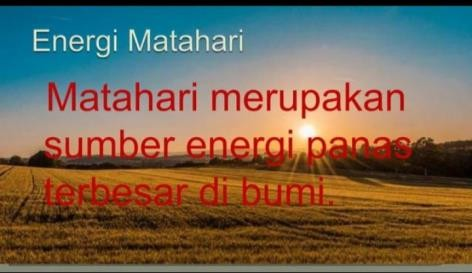 Energi Matahari
Matahari merupakan
sumber energi panas
terbesar di bumi.